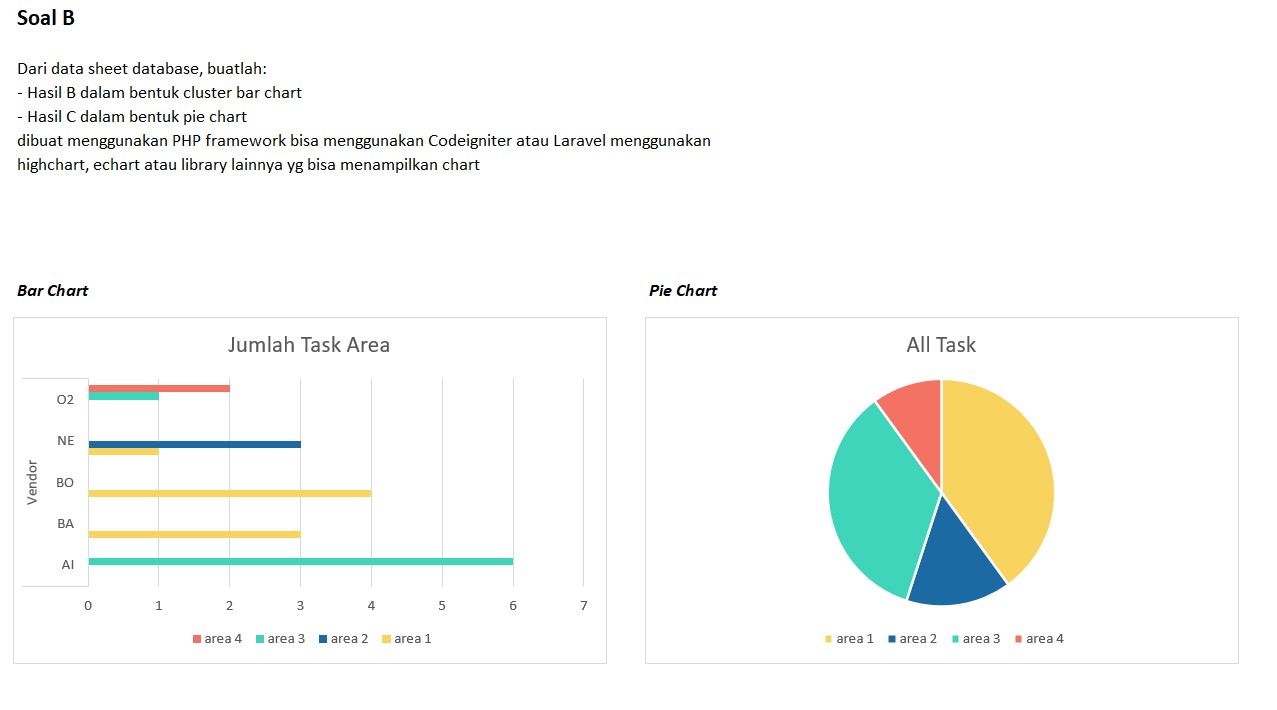 Soal B
Dari data sheet database, buatlah:
- Hasil B dalam bentuk cluster bar chart
- Hasil C dalam bentuk pie chart
dibuat menggunakan PHP framework bisa menggunakan Codeigniter atau Laravel menggunakan
highchart, echart atau library lainnya yg bisa menampilkan chart
Bar Chart
Jumlah Task Area
Vendor
O2
NE
BO
BA
AI
0 1 2 3 4 5 6 7
area 4 area 3 area 2 area 1
Pie Chart
All Task
area 1 area 2 area 3 area 4